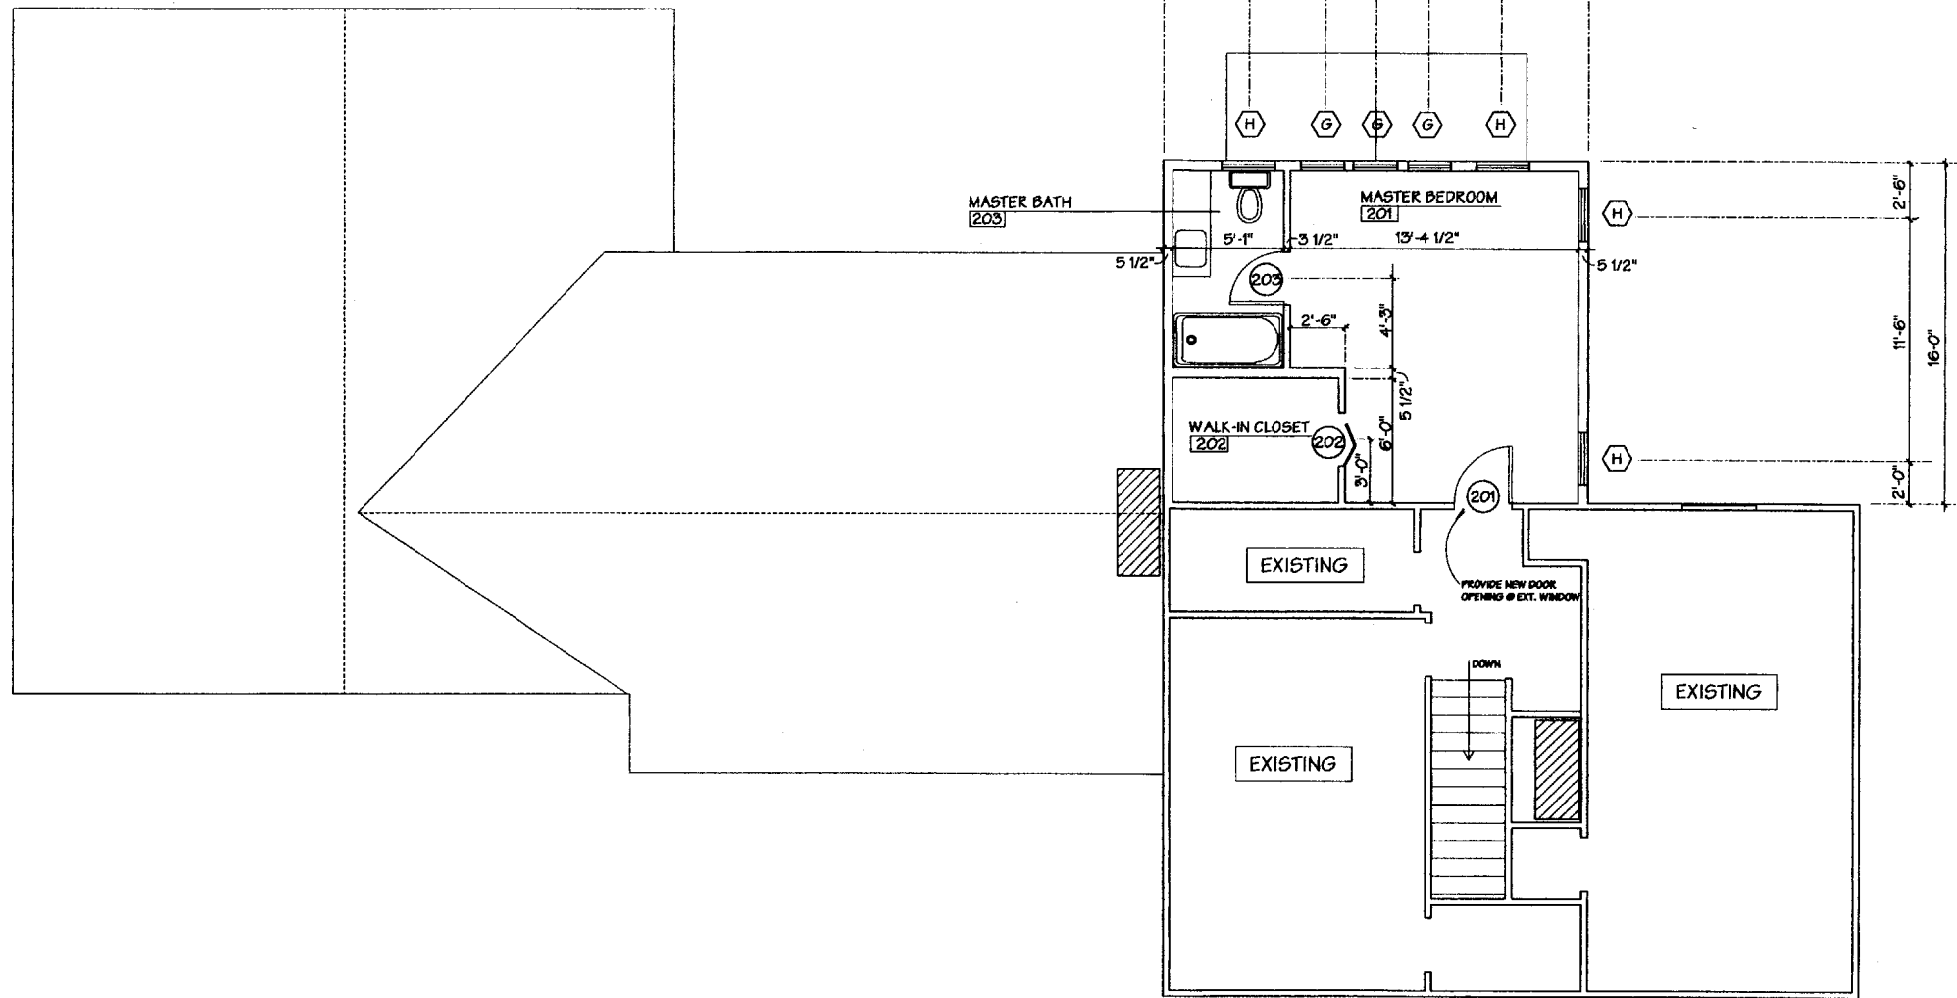 H G G G H
MASTER BATH
203
MASTER BEDROOM
201
H
2'-6"
5'-1"
3 1/2"
13'-4 1/2"
5 1/2"
5 1/2"
203
2'-6"
4'-3"
11'-6"
16'-0"
5 1/2"
WALK-IN CLOSET
202
202
6'-0"
3'-0"
H
2'-0"
201
EXISTING
PROVIDE NEW DOOR
OPENING @ EXT. WINDOW
DOWN
EXISTING
EXISTING